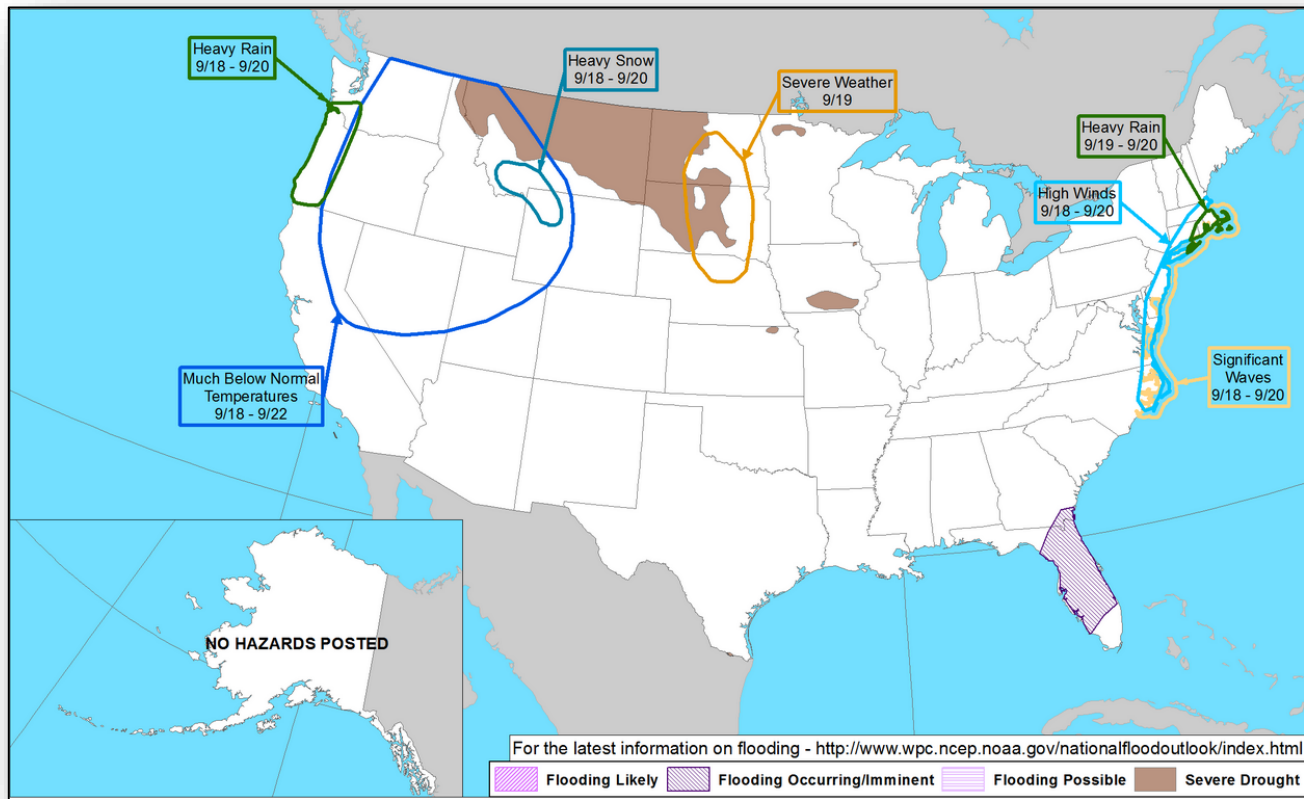 Heavy Rain
9/18 - 9/20
Heavy Snow
9/18 - 9/20
Severe Weather
9/19
Heavy Rain
9/19 - 9/20
High Winds
9/18 - 9/20
Much Below Normal
Temperatures
9/18 - 9/22
Significant
Waves
9/18 - 9/20
NO HAZARDS POSTED
For the latest information on flooding - http://www.wpc.ncep.noaa.gov/nationalfloodoutlook/index.html
Flooding Likely Flooding Occurring/Imminent Flooding Possible Severe Drought